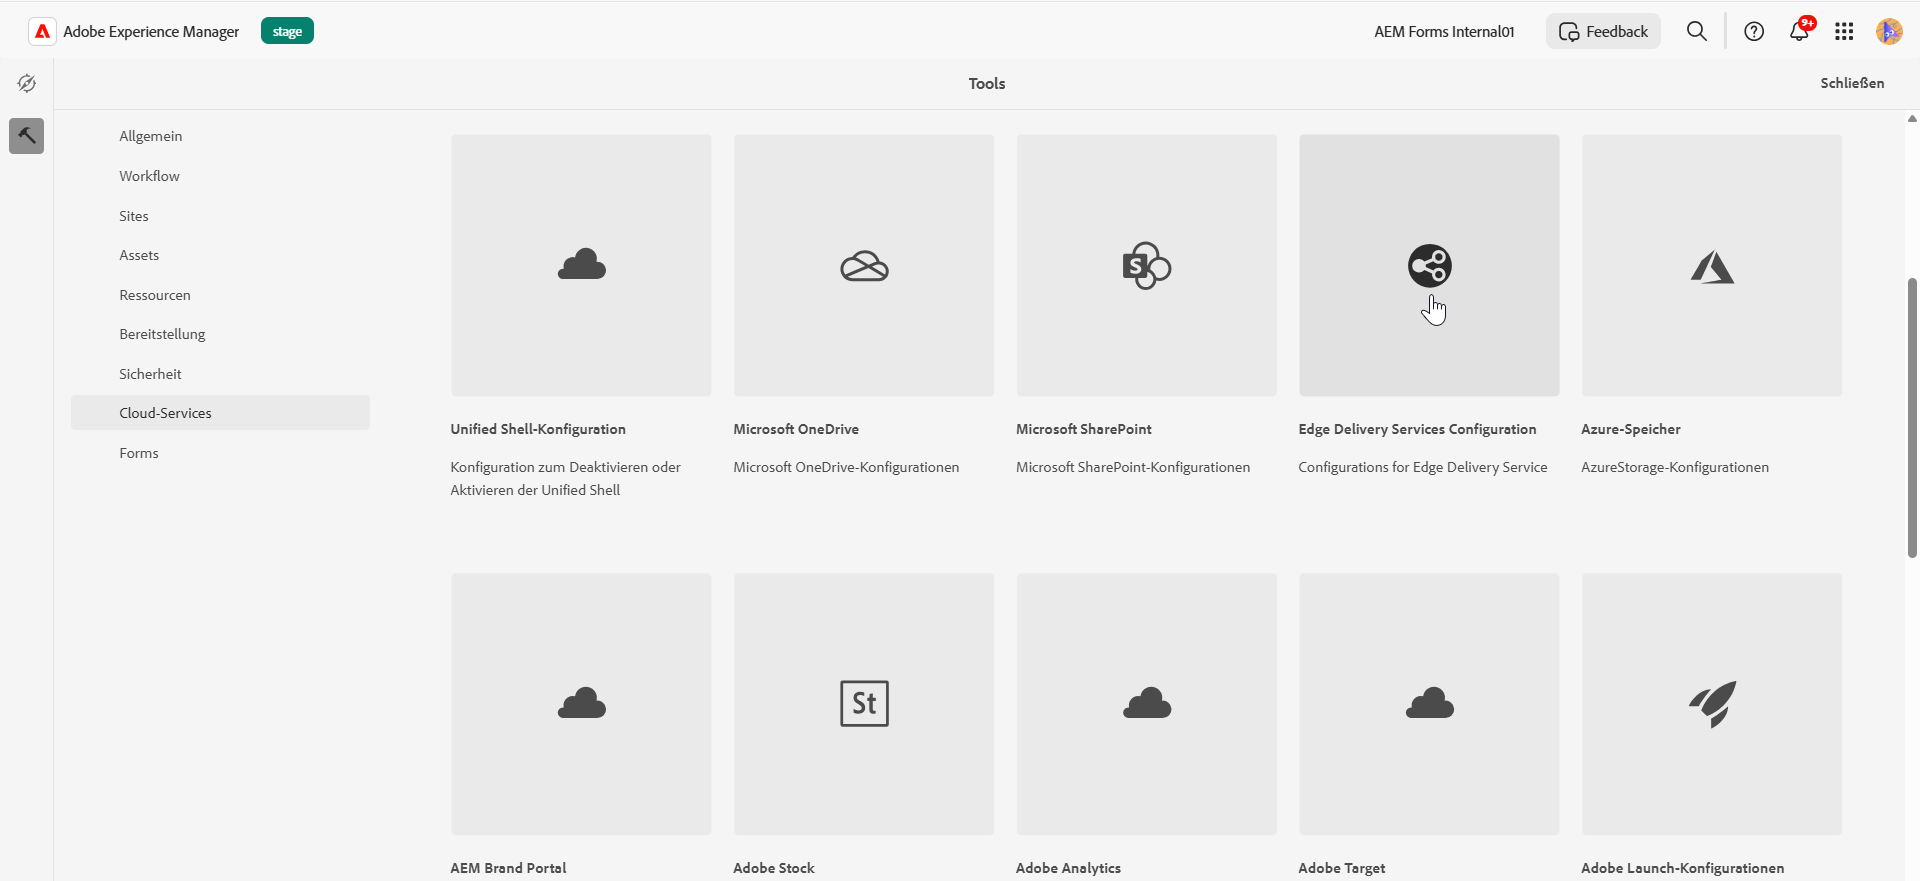 Adobe Experience Manager
stage
AEM Forms Internal01
Feedback
9+
Tools
Schließen
Allgemein
Workflow
Sites
Assets
Ressourcen
Bereitstellung
Sicherheit
Cloud-Services
Forms
Unified Shell-Konfiguration
Konfiguration zum Deaktivieren oder
Aktivieren der Unified Shell
Microsoft OneDrive
Microsoft OneDrive-Konfigurationen
S
Microsoft SharePoint
Microsoft SharePoint-Konfigurationen
Edge Delivery Services Configuration
Configurations for Edge Delivery Service
Azure-Speicher
AzureStorage-Konfigurationen
AEM Brand Portal
St
Adobe Stock
Adobe Analytics
Adobe Target
Adobe Launch-Konfigurationen